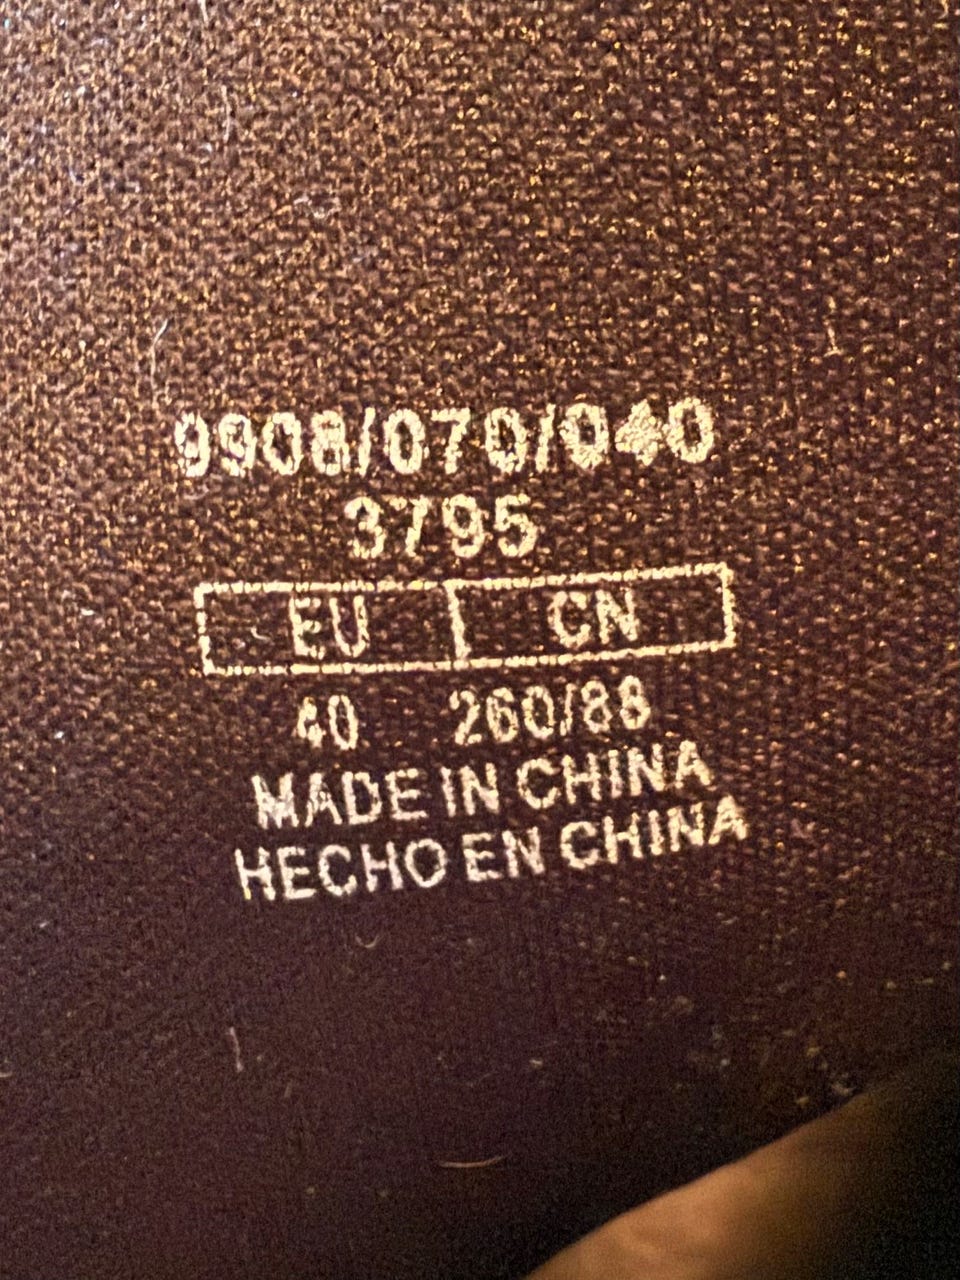 9908/070/040
3795
EU CN
40 260/88
MADE IN CHINA
HECHO EN CHINA